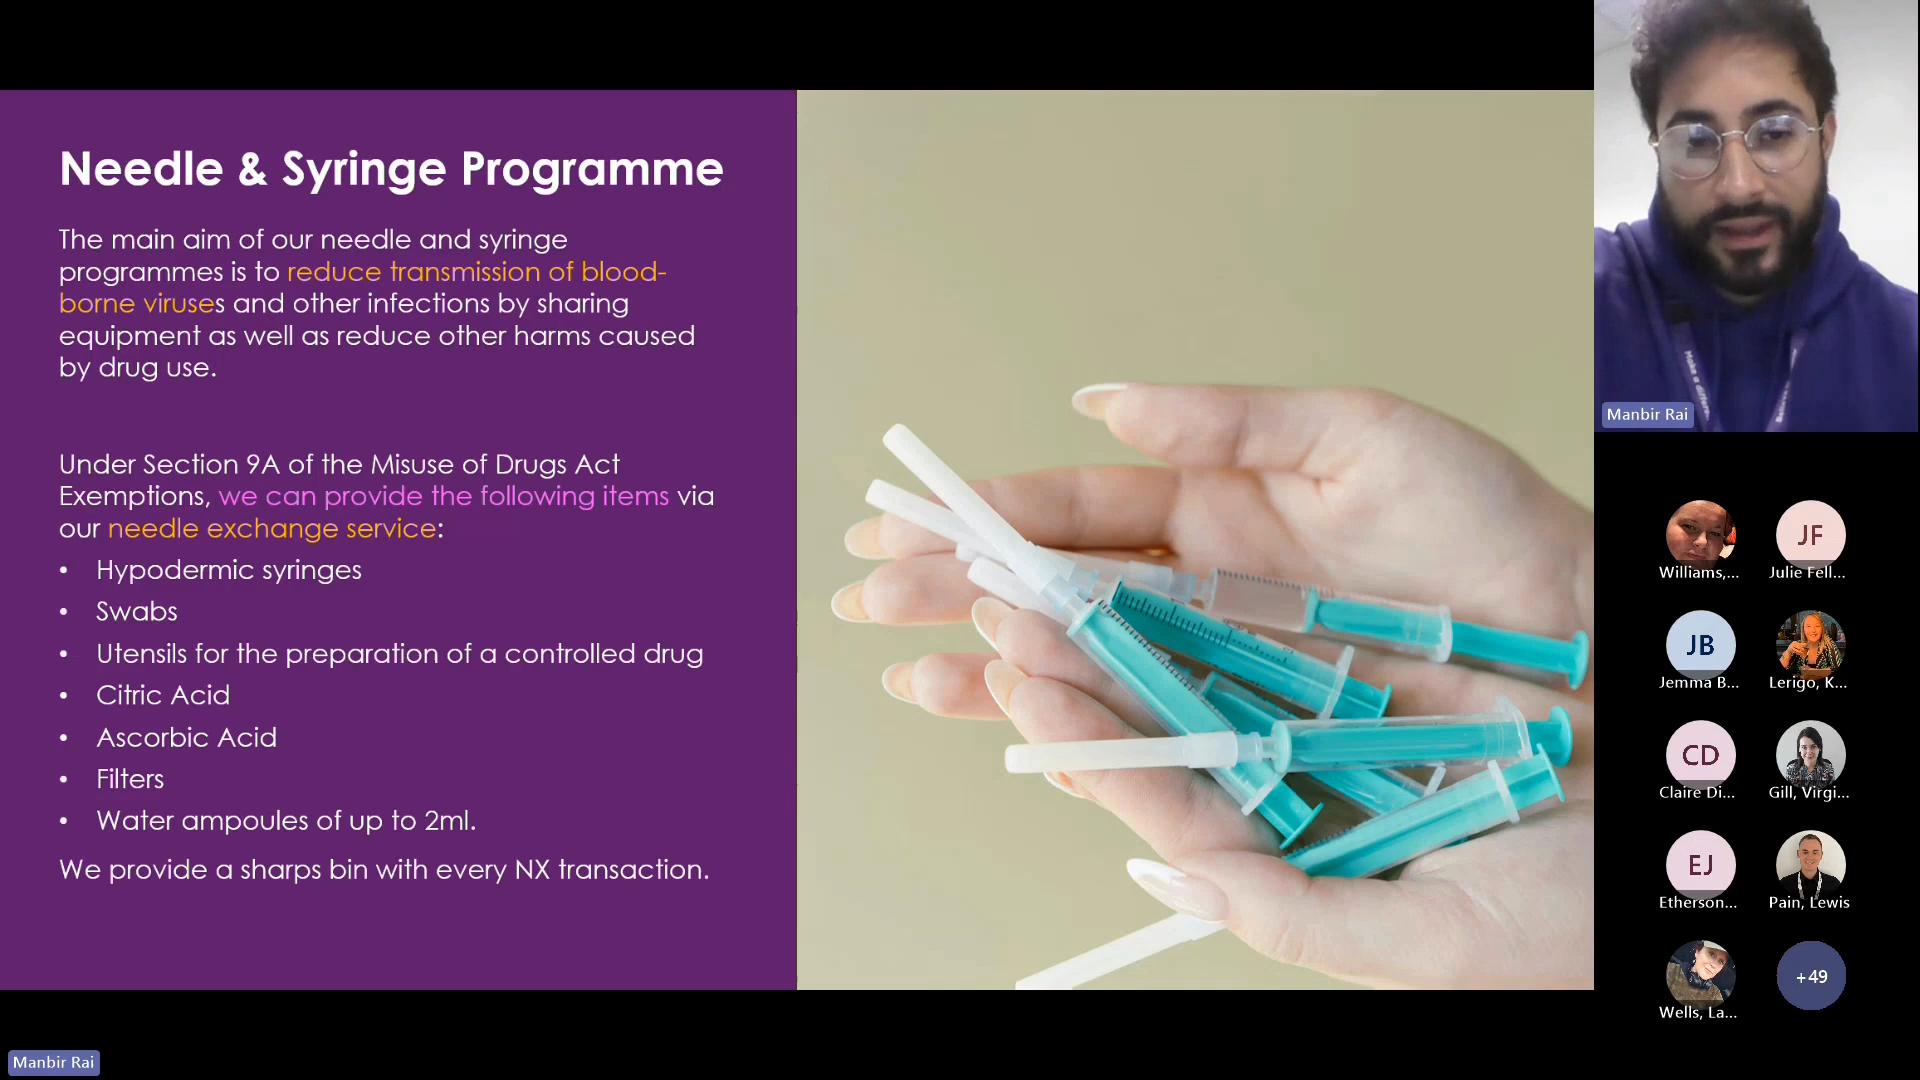 Needle & Syringe Programme
The main aim of our needle and syringe
programmes is to reduce transmission of blood-
borne viruses and other infections by sharing
equipment as well as reduce other harms caused
by drug use.
Under Section 9A of the Misuse of Drugs Act
Exemptions, we can provide the following items via
our needle exchange service:
• Hypodermic syringes
• Swabs
• Utensils for the preparation of a controlled drug
• Citric Acid
• Ascorbic Acid
• Filters
• Water ampoules of up to 2ml.
We provide a sharps bin with every NX transaction.
Manbir Rai
Make a differe
Manbir Rai
Williams,...
JF
Julie Fell...
JB
Jemma B...
Lerigo, K...
CD
Claire Di...
Gill, Virgi...
EJ
Etherson...
Pain, Lewis
Wells, La...
+49